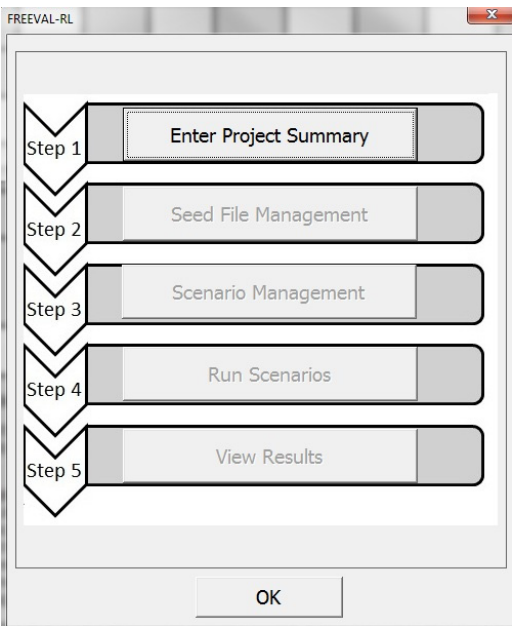 FREEVAL-RL
x
Step 1
Enter Project Summary
Step 2
Seed File Management
Step 3
Scenario Management
Step 4
Run Scenarios
Step 5
View Results
OK